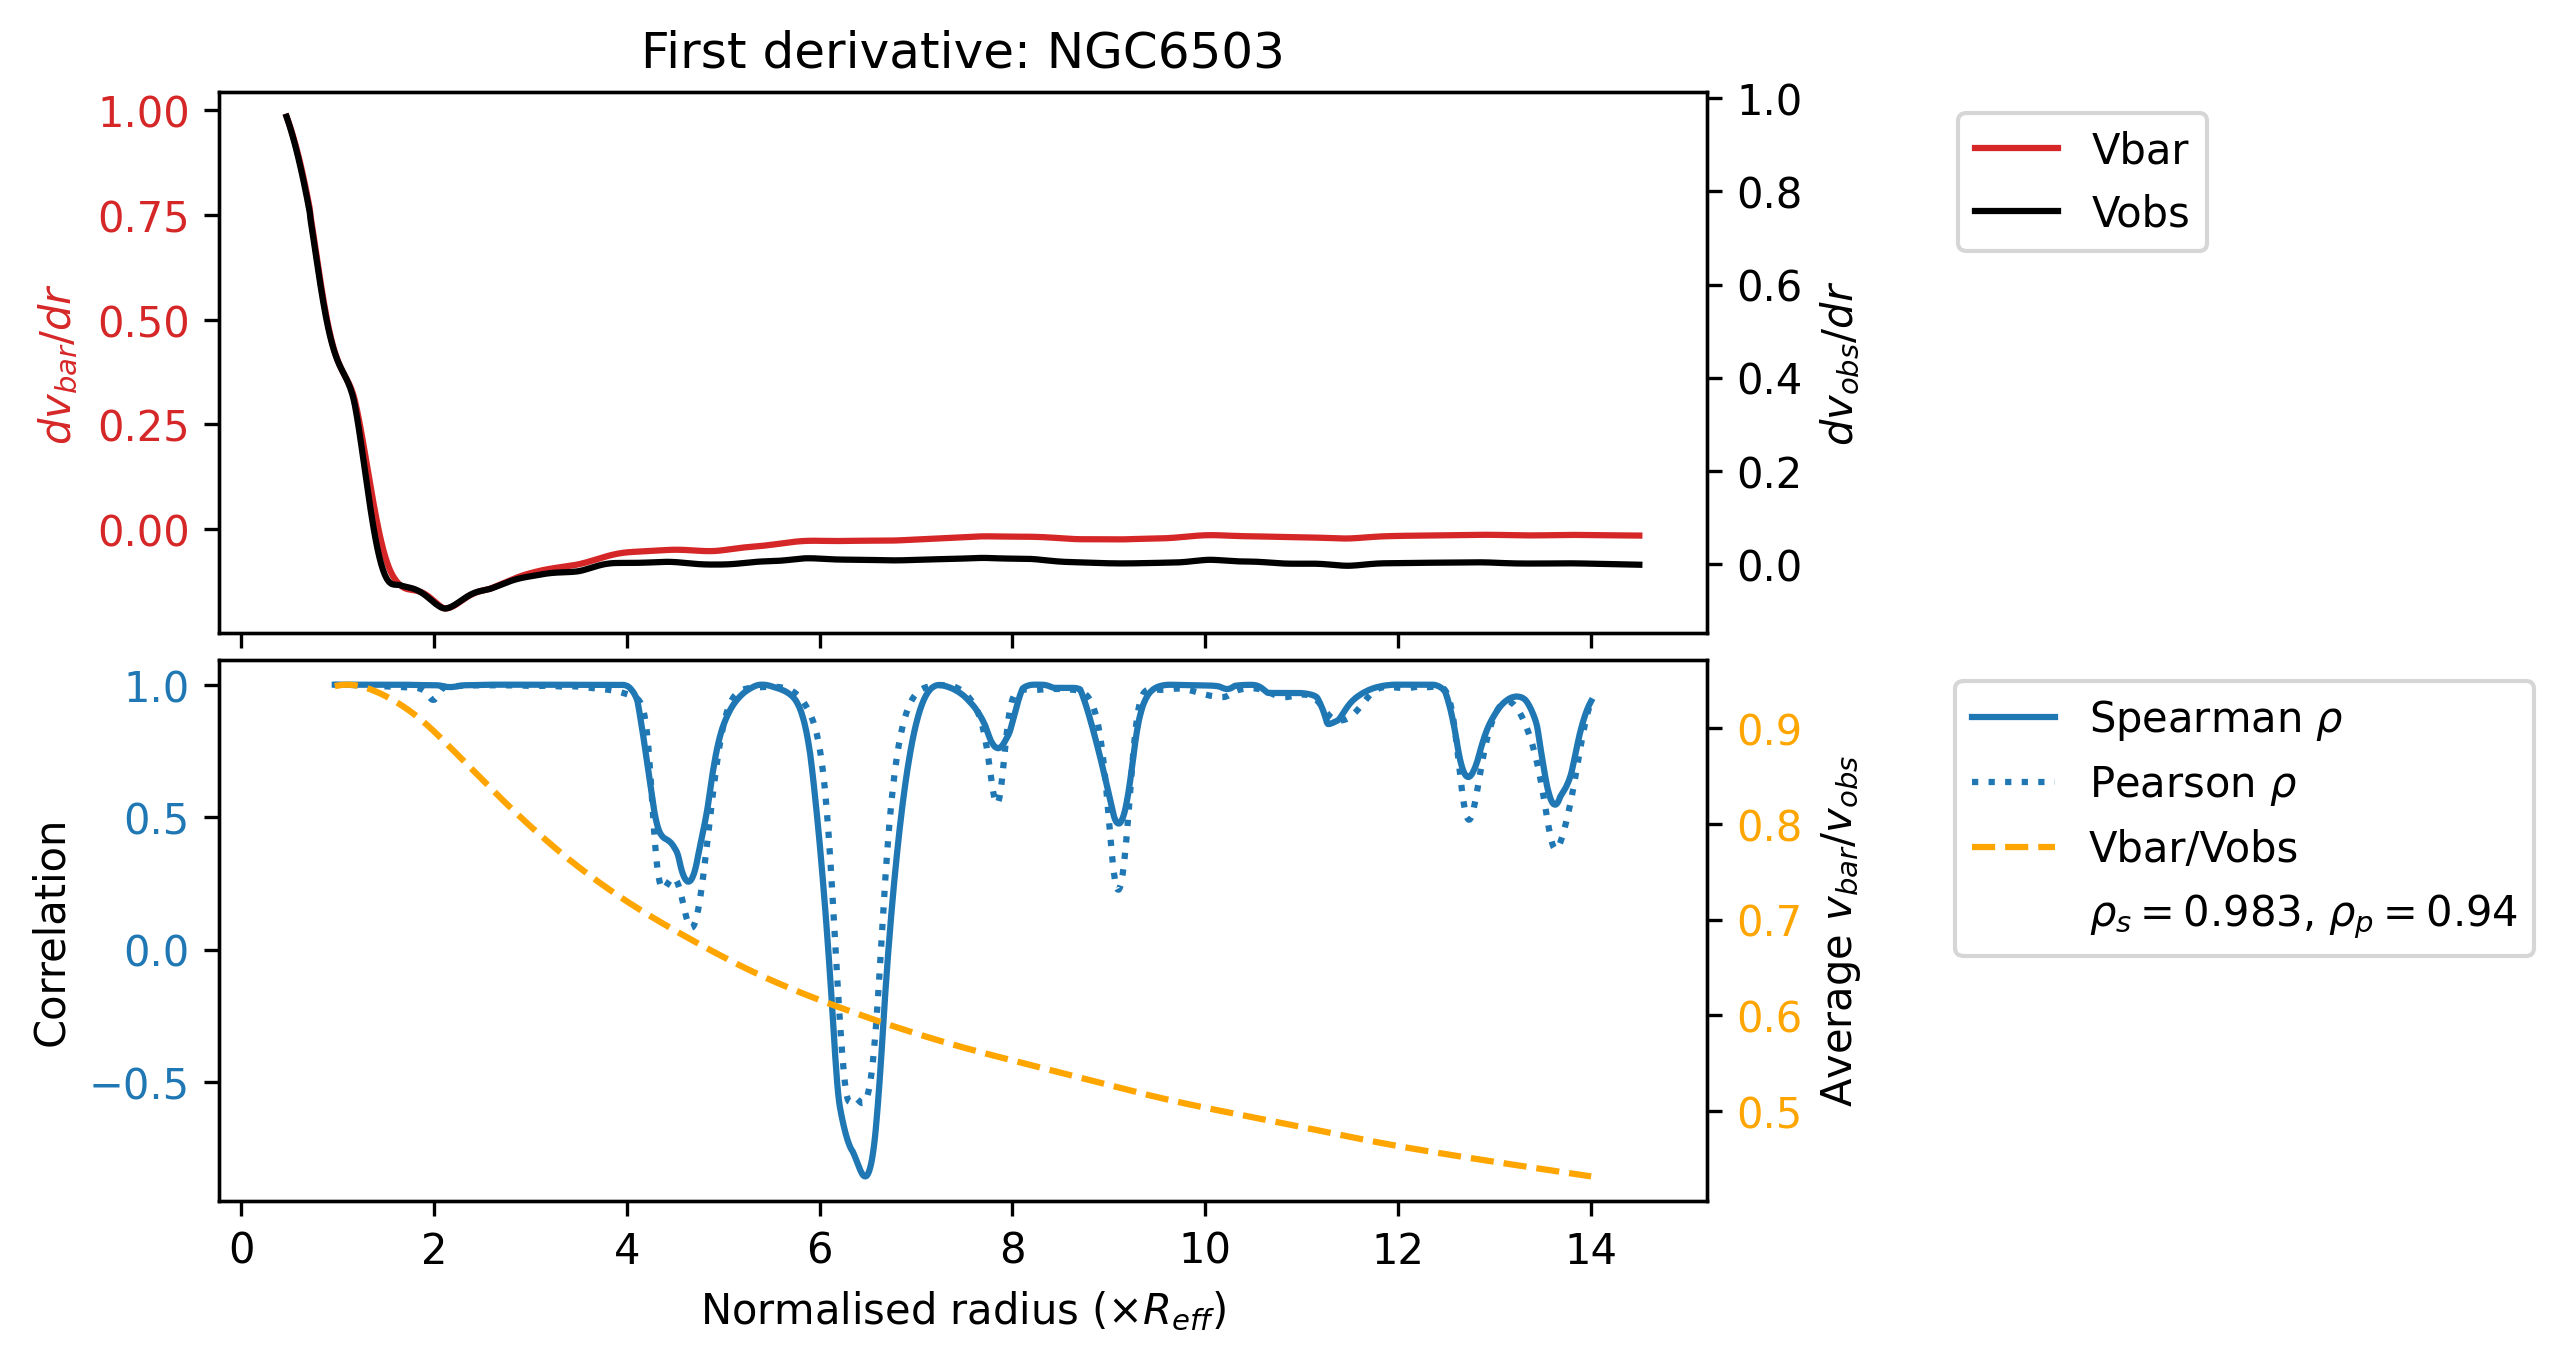 First derivative: NGC6503
1.00
0.75
0.50
0.25
0.00
dv_bar/dr
1.0
0.8
0.6
0.4
0.2
0.0
dv_obs/dr
Vbar
Vobs
1.0
0.5
0.0
−0.5
Correlation
0.9
0.8
0.7
0.6
0.5
Average v_bar/v_obs
Spearman ρ
Pearson ρ
Vbar/Vobs
ρ_s = 0.983, ρ_p = 0.94
0 2 4 6 8 10 12 14
Normalised radius (×R_eff)